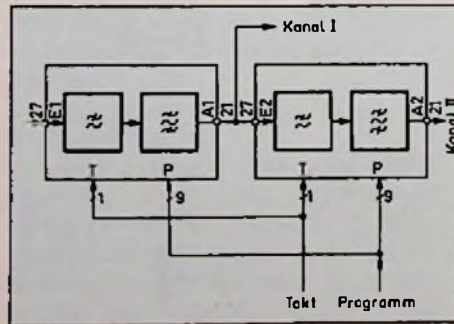 Kanal I
27 E1 A1 21 27 E2 A2 21
Kanal II
T P T P
1 9 1 9
Takt Programm